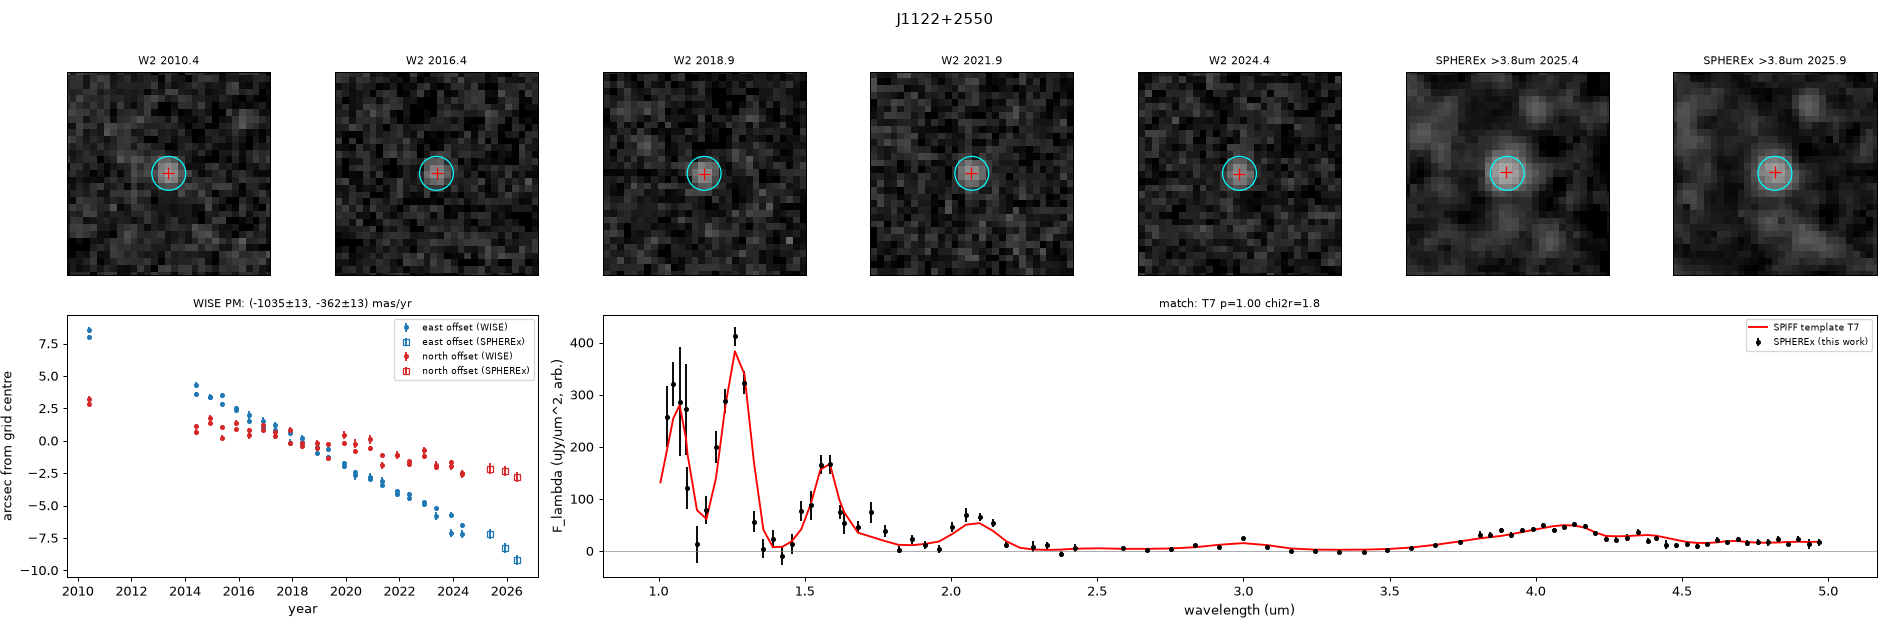 J1122+2550
W2 2010.4
W2 2016.4
W2 2018.9
W2 2021.9
W2 2024.4
SPHEREx >3.8um 2025.4
SPHEREx >3.8um 2025.9
WISE PM: (-1035±13, -362±13) mas/yr
east offset (WISE)
east offset (SPHEREx)
north offset (WISE)
north offset (SPHEREx)
arcsec from grid centre
7.5
5.0
2.5
0.0
−2.5
−5.0
−7.5
−10.0
2010
2012
2014
2016
2018
2020
2022
2024
2026
year
match: T7 p=1.00 chi2r=1.8
SPIFF template T7
SPHEREx (this work)
F_lambda (uJy/um^2, arb.)
400
300
200
100
0
1.0
1.5
2.0
2.5
3.0
3.5
4.0
4.5
5.0
wavelength (um)